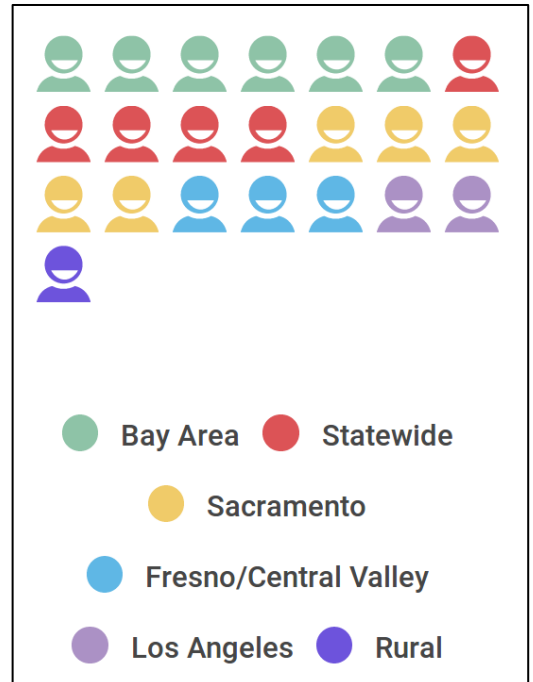 Bay Area Statewide
Sacramento
Fresno/Central Valley
Los Angeles Rural